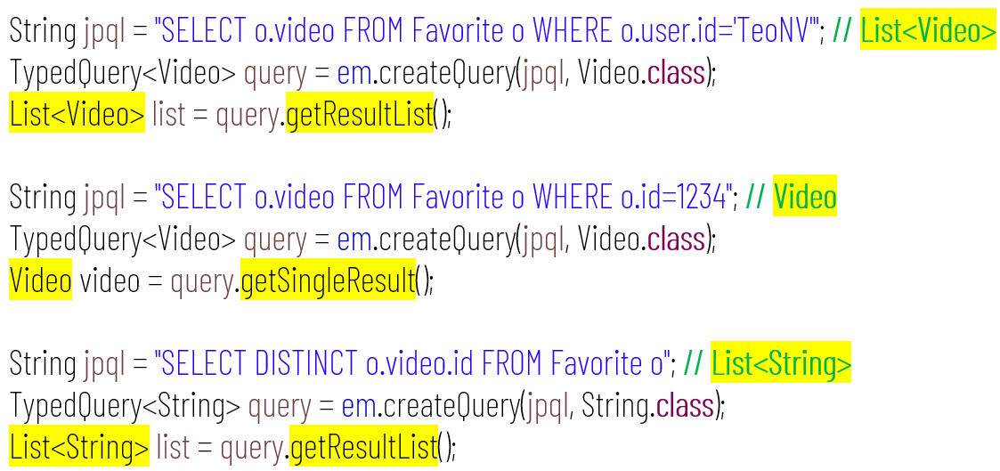 String jpql = "SELECT o.video FROM Favorite o WHERE o.user.id='TeoNV'"; // List<Video>
TypedQuery<Video> query = em.createQuery(jpql, Video.class);
List<Video> list = query.getResultList();
String jpql = "SELECT o.video FROM Favorite o WHERE o.id=1234"; // Video
TypedQuery<Video> query = em.createQuery(jpql, Video.class);
Video video = query.getSingleResult();
String jpql = "SELECT DISTINCT o.video.id FROM Favorite o"; // List<String>
TypedQuery<String> query = em.createQuery(jpql, String.class);
List<String> list = query.getResultList();